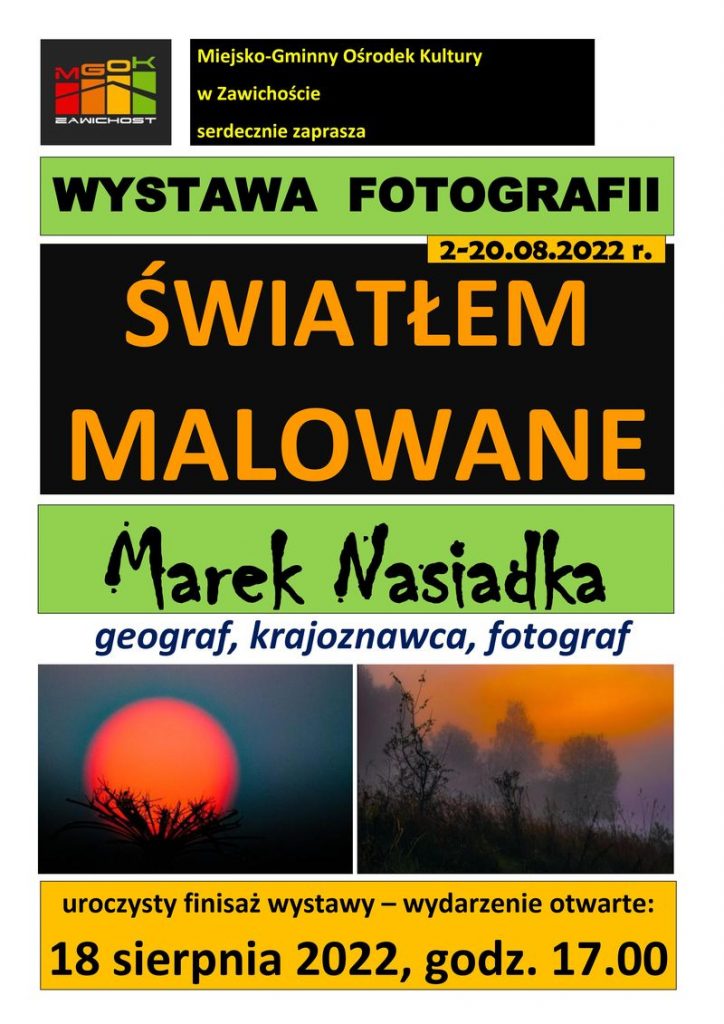 MGOK
ZAWICHOST
Miejsko-Gminny Ośrodek Kultury
w Zawichoście
serdecznie zaprasza
WYSTAWA FOTOGRAFII
2-20.08.2022 r.
ŚWIATŁEM
MALOWANE
Marek Nasiadka
geograf, krajoznawca, fotograf
uroczysty finisaż wystawy – wydarzenie otwarte:
18 sierpnia 2022, godz. 17.00